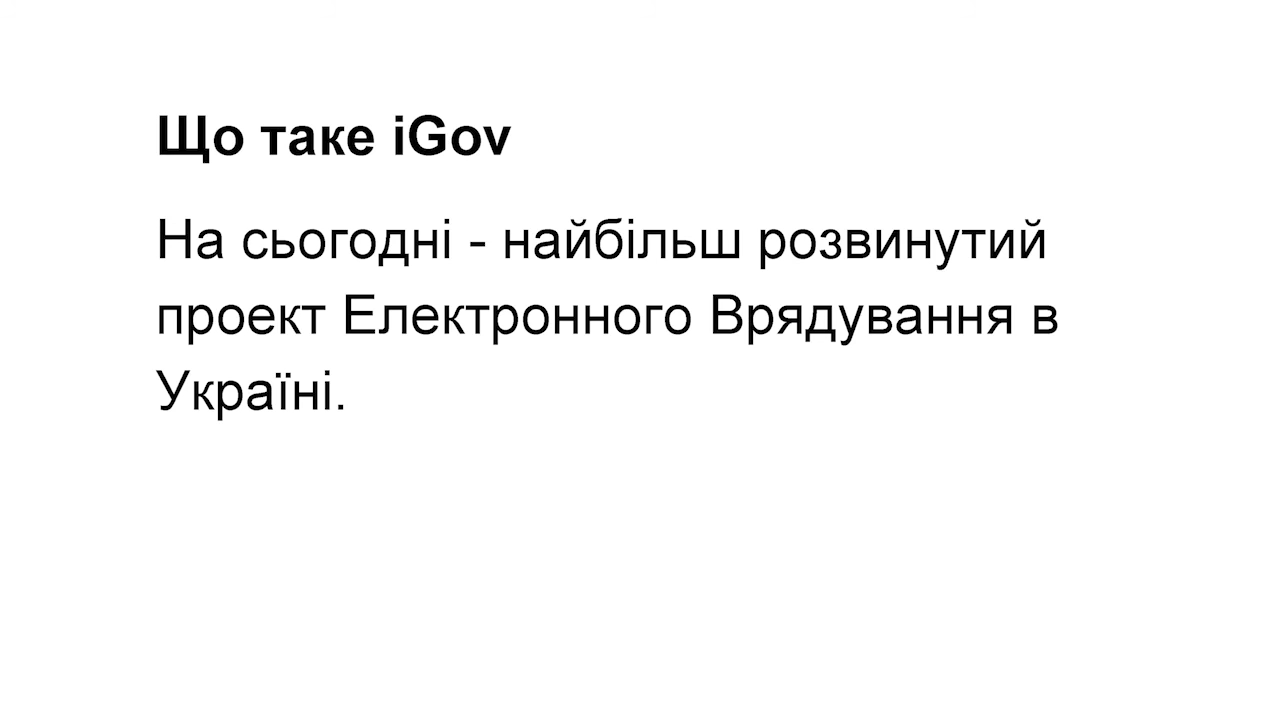 Що таке iGov
На сьогодні - найбільш розвинутий
проект Електронного Врядування в
Україні.